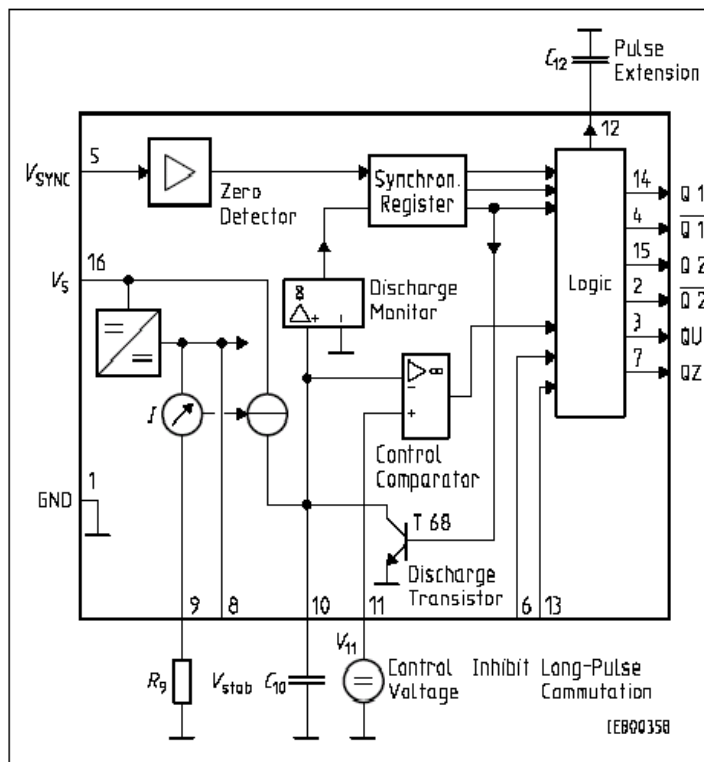 C12
Pulse
Extension
12
5
VSYNC
Zero
Detector
Synchron.
Register
14
Q 1
4
Q 1
15
Q 2
2
Q 2
3
QU
7
QZ
Logic
16
VS
8
+
-
Discharge
Monitor
=
=
I
∞
-
+
Control
Comparator
1
GND
T 68
Discharge
Transistor
9
8
10
11
6
13
R9
Vstab
C10
V11
=
Control
Voltage
Inhibit
Long-Pulse
Commutation
IEB00358